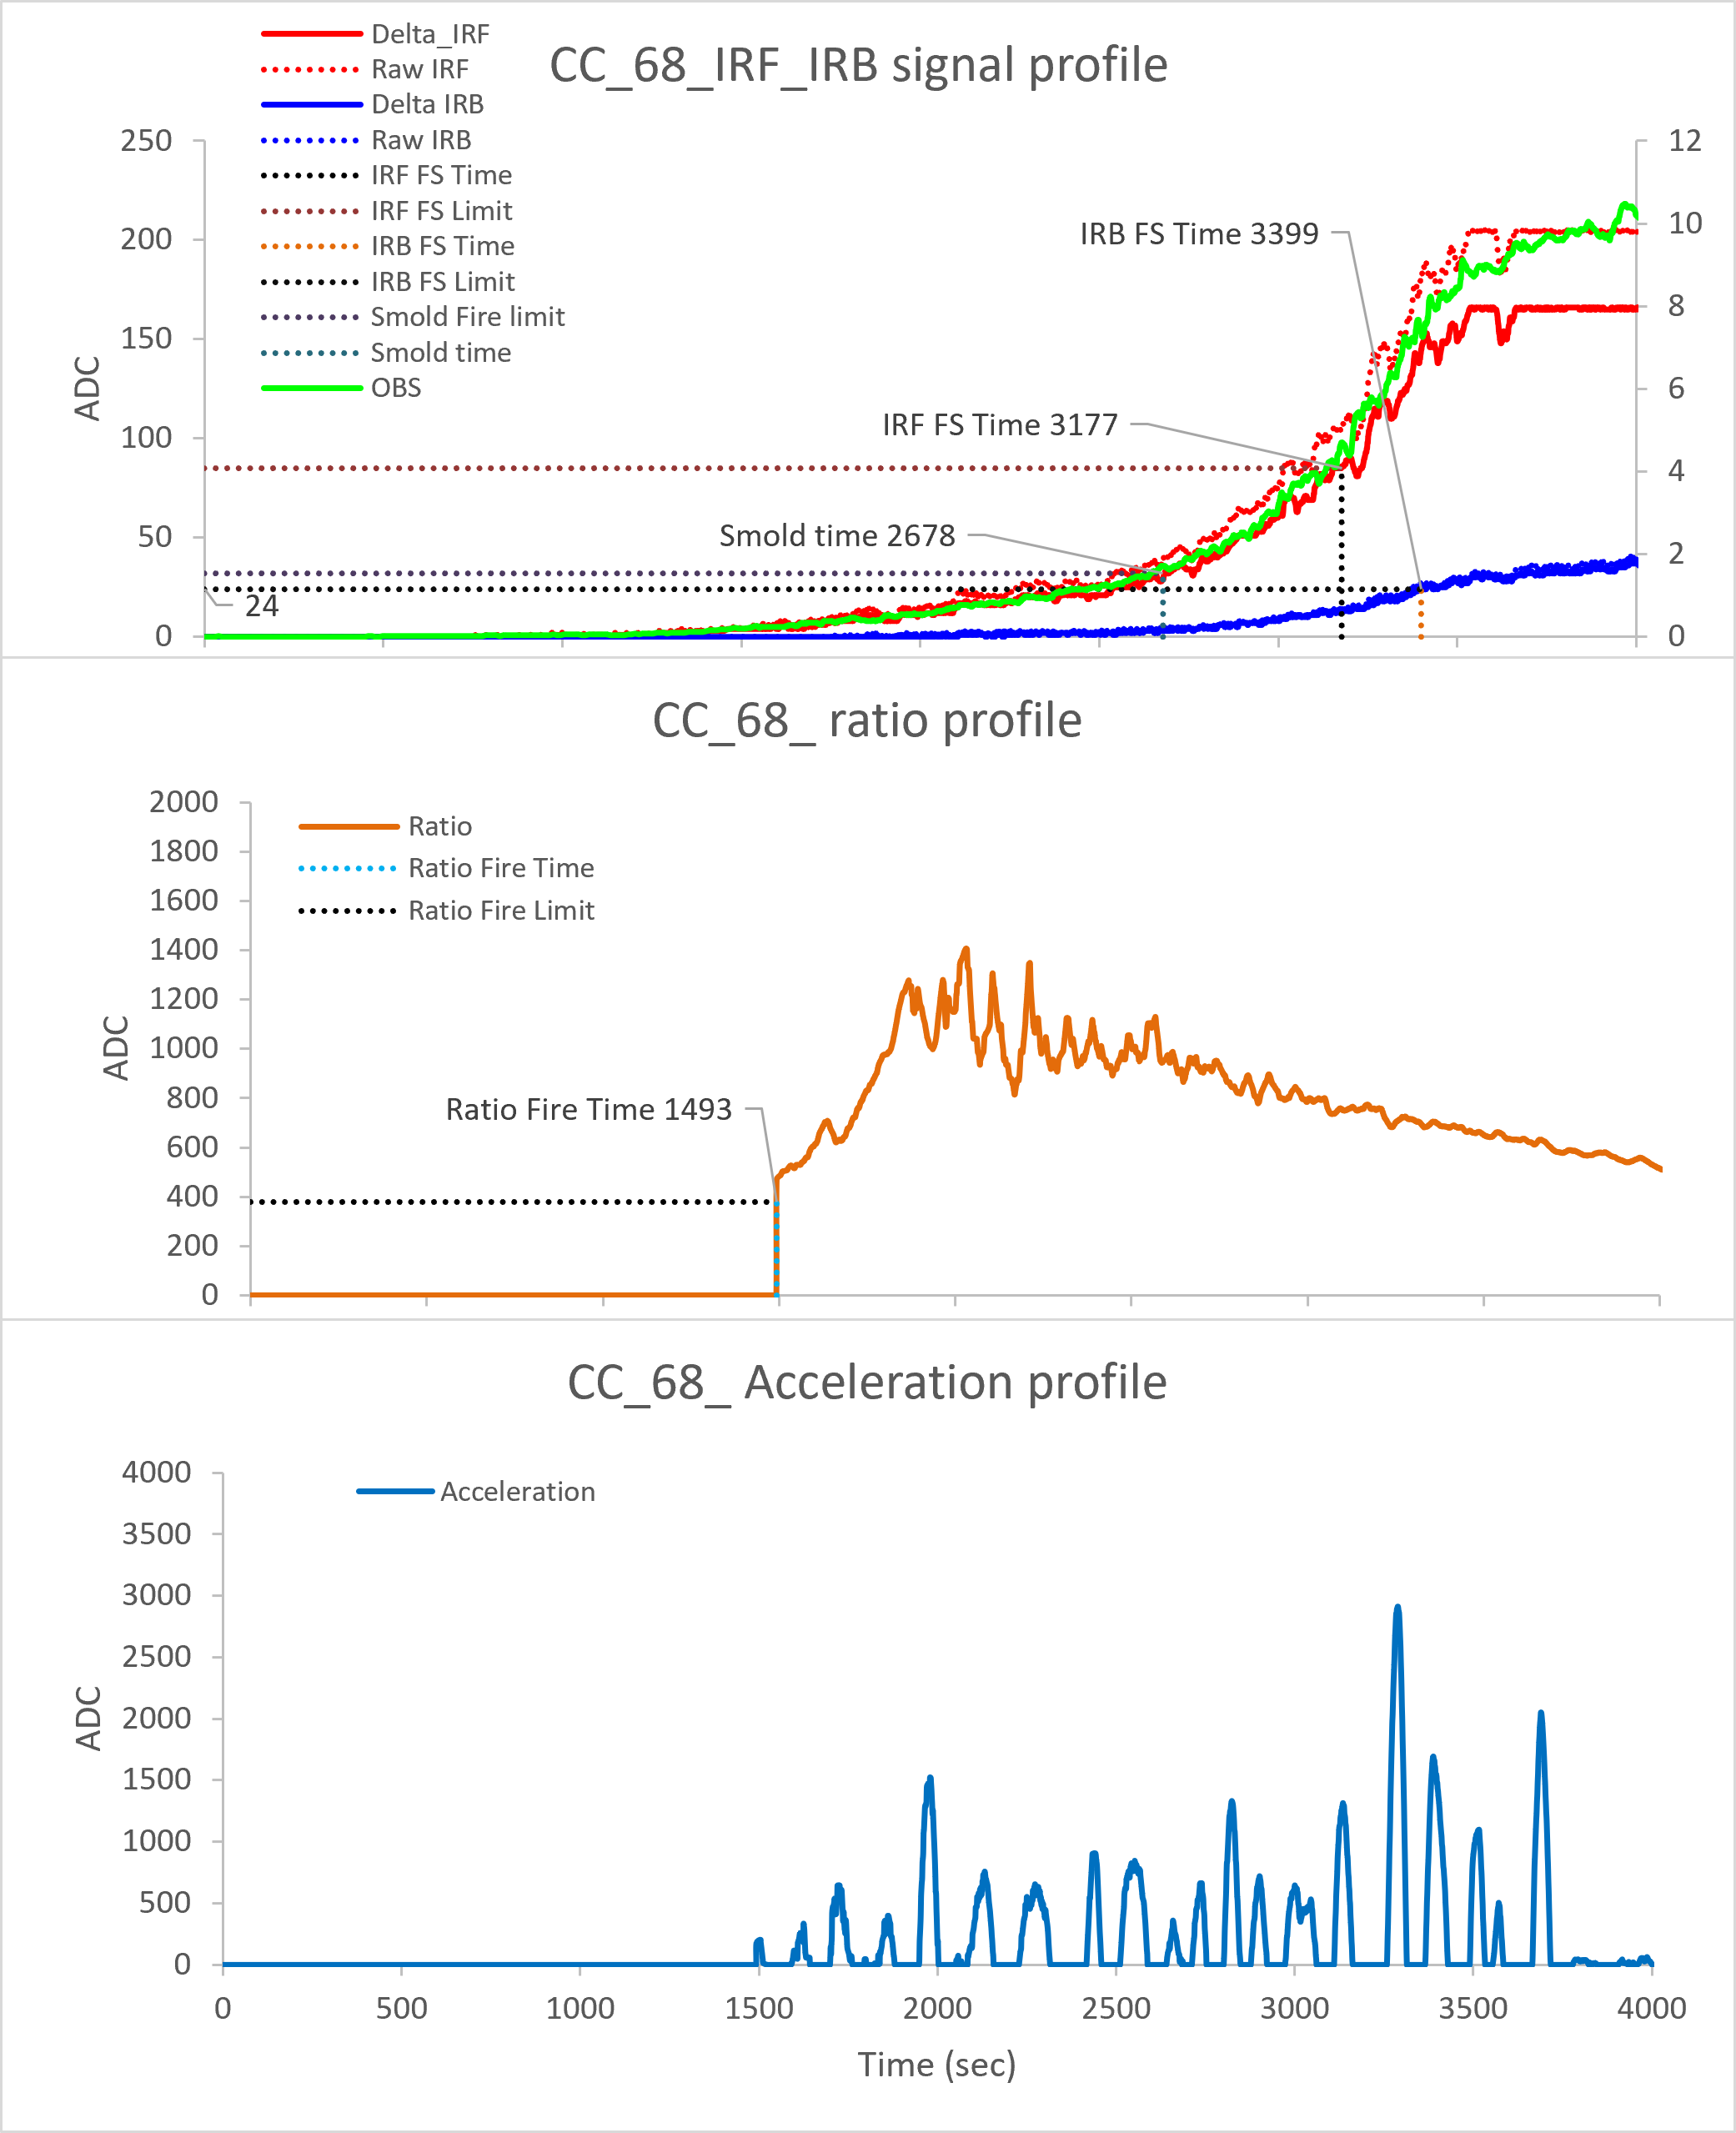 CC_68_IRF_IRB signal profile
Delta_IRF
Raw IRF
Delta IRB
Raw IRB
IRF FS Time
IRF FS Limit
IRB FS Time
IRB FS Limit
Smold Fire limit
Smold time
OBS
250
200
150
100
50
0
ADC
12
10
8
6
4
2
0
IRB FS Time 3399
IRF FS Time 3177
Smold time 2678
24
CC_68_ ratio profile
2000
1800
1600
1400
1200
1000
800
600
400
200
0
ADC
Ratio
Ratio Fire Time
Ratio Fire Limit
Ratio Fire Time 1493
CC_68_ Acceleration profile
4000
3500
3000
2500
2000
1500
1000
500
0
ADC
Acceleration
0 500 1000 1500 2000 2500 3000 3500 4000
Time (sec)